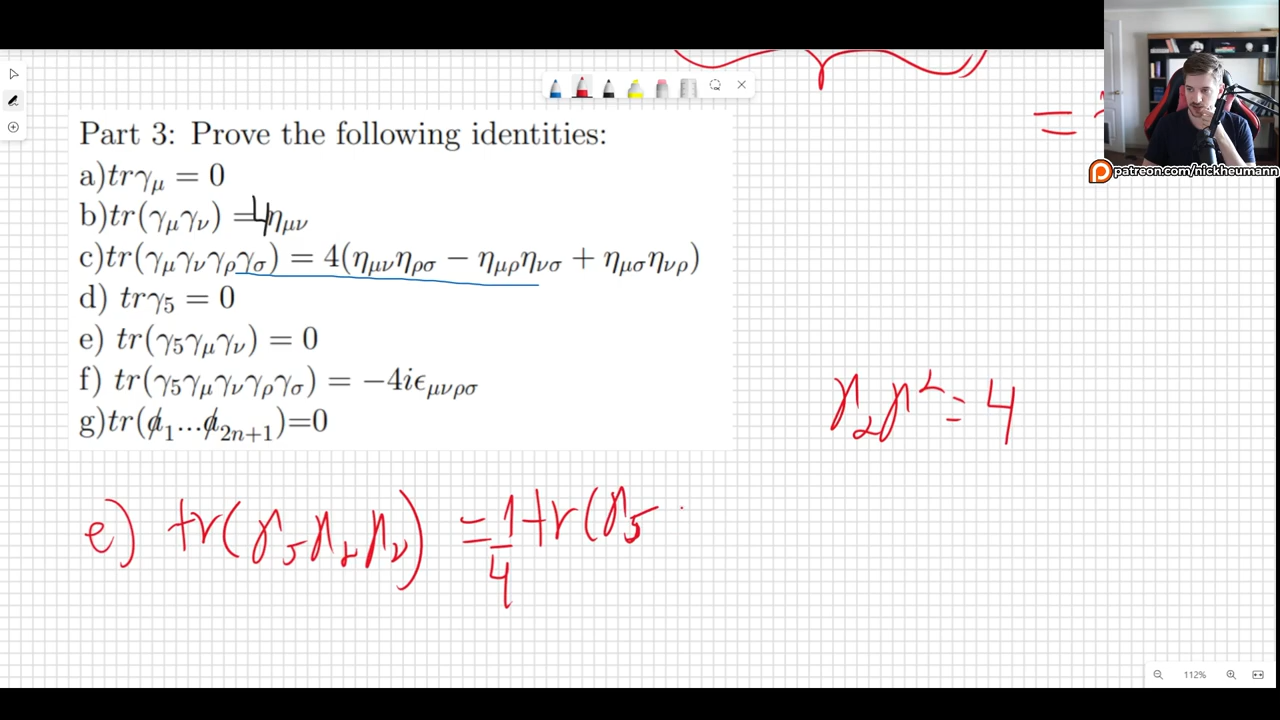 patreon.com/nickheumann
=
Part 3: Prove the following identities:
a)trγ_μ = 0
b)tr(γ_μγ_ν) = 4η_μν
c)tr(γ_μγ_νγ_ργ_σ) = 4(η_μνη_ρσ − η_μρη_νσ + η_μση_νρ)
d) trγ_5 = 0
e) tr(γ_5γ_μγ_ν) = 0
f) tr(γ_5γ_μγ_νγ_ργ_σ) = −4iε_μνρσ
g)tr(a̸_1...a̸_{2n+1})=0
γ_α γ^α = 4
e) tr(γ_5 γ_μ γ_ν) = 1/4 tr(γ_5
112%